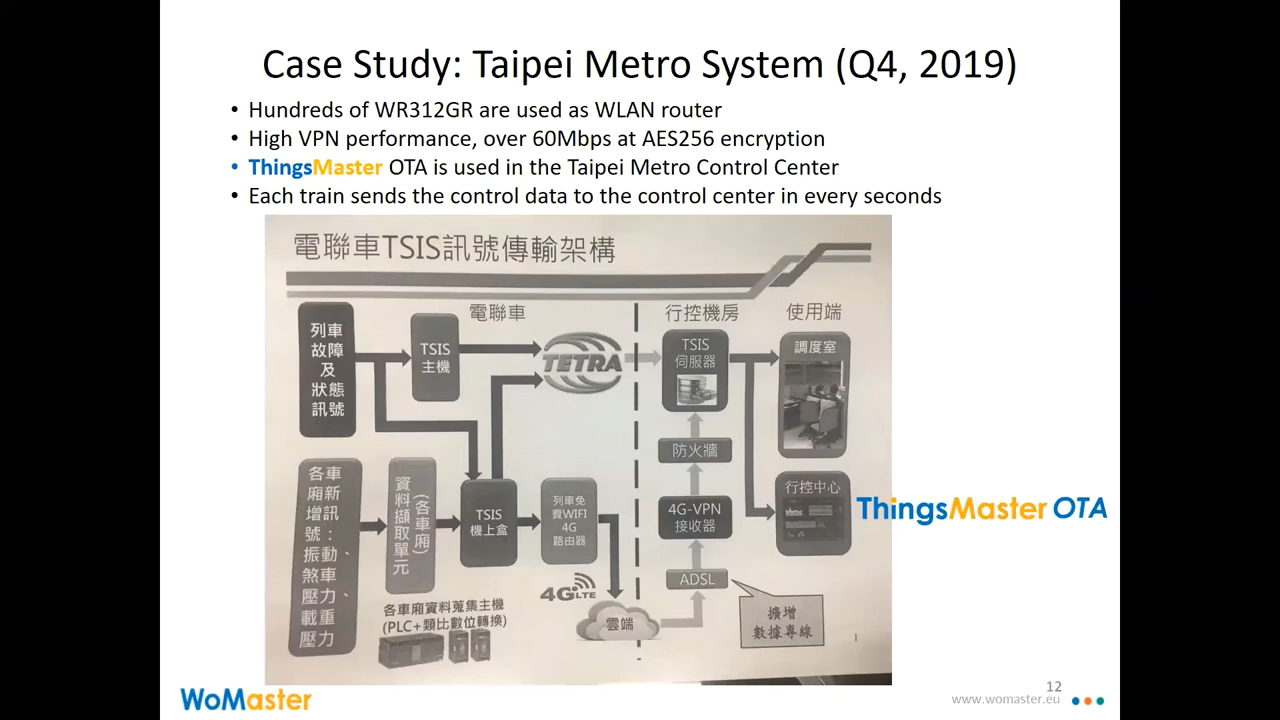 Case Study: Taipei Metro System (Q4, 2019)
• Hundreds of WR312GR are used as WLAN router
• High VPN performance, over 60Mbps at AES256 encryption
• ThingsMaster OTA is used in the Taipei Metro Control Center
• Each train sends the control data to the control center in every seconds
電聯車TSIS訊號傳輸架構
電聯車
行控機房
使用端
列車
故障
及
狀態
訊號
TSIS
主機
TETRA
TSIS
伺服器
調度室
防火牆
各車
廂新
增訊
號：
振動、
煞車
壓力、
載重
壓力
資料擷取單元
(各車廂)
TSIS
機上盒
列車免
費WIFI
4G
路由器
4G-VPN
接收器
行控中心
ThingsMaster OTA
ADSL
4G LTE
雲端
各車廂資料蒐集主機
(PLC+類比數位轉換)
擴增
數據專線
1
WoMaster
12
www.womaster.eu